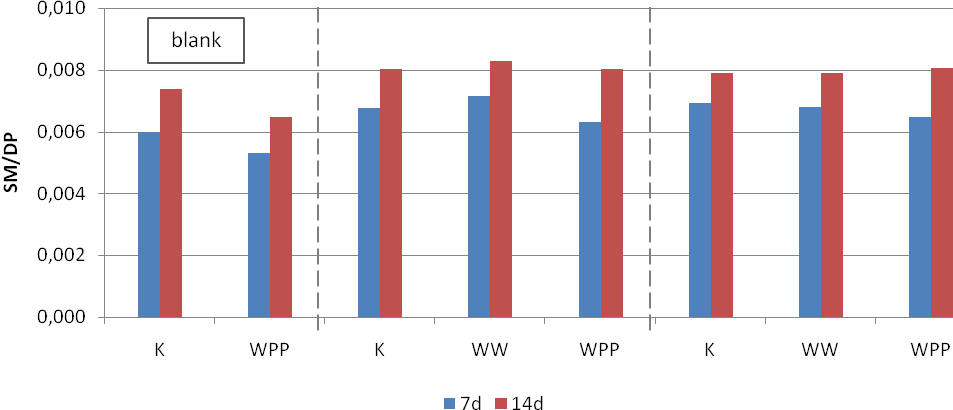 0,010
blank
0,008
0,006
0,004
0,002
0,000
SM/DP
K WPP K WW WPP K WW WPP
7d 14d